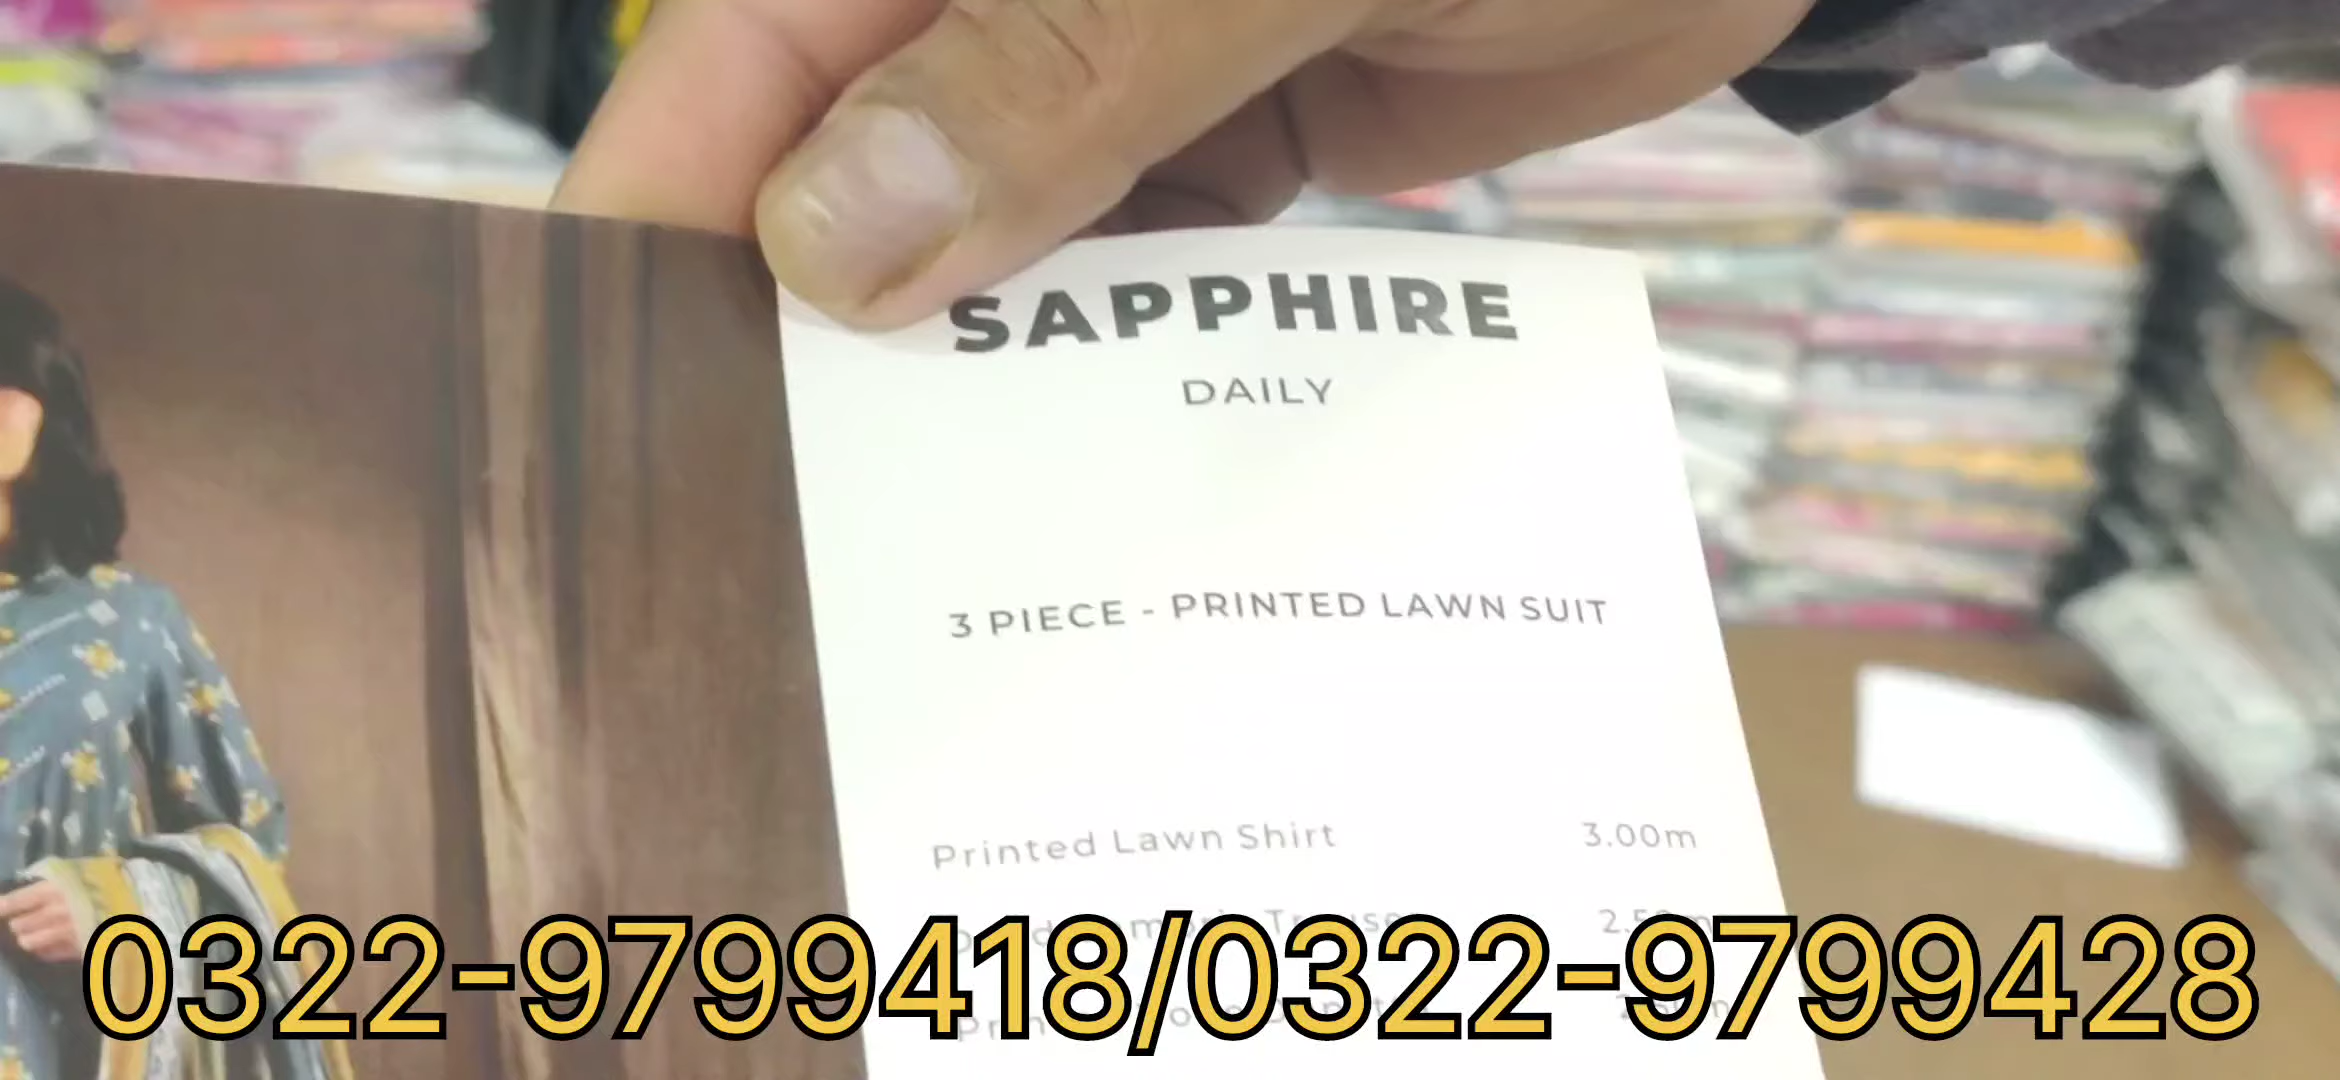 SAPPHIRE
DAILY
3 PIECE - PRINTED LAWN SUIT
Printed Lawn Shirt 3.00m
0322-9799418/0322-9799428